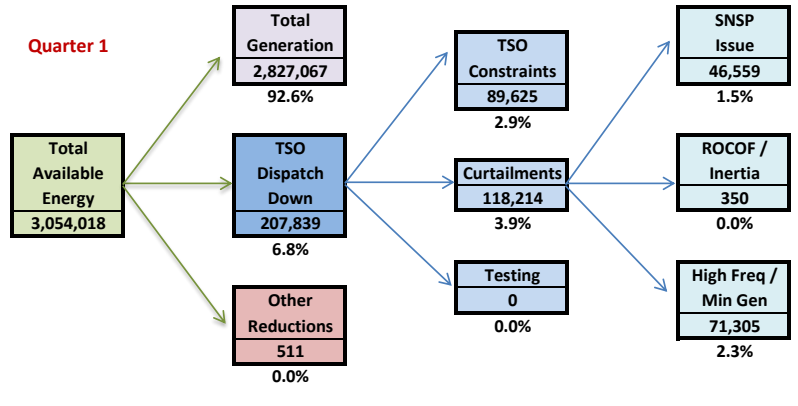 Quarter 1
Total
Available
Energy
3,054,018
Total
Generation
2,827,067
92.6%
TSO
Dispatch
Down
207,839
6.8%
Other
Reductions
511
0.0%
TSO
Constraints
89,625
2.9%
Curtailments
118,214
3.9%
Testing
0
0.0%
SNSP
Issue
46,559
1.5%
ROCOF /
Inertia
350
0.0%
High Freq /
Min Gen
71,305
2.3%